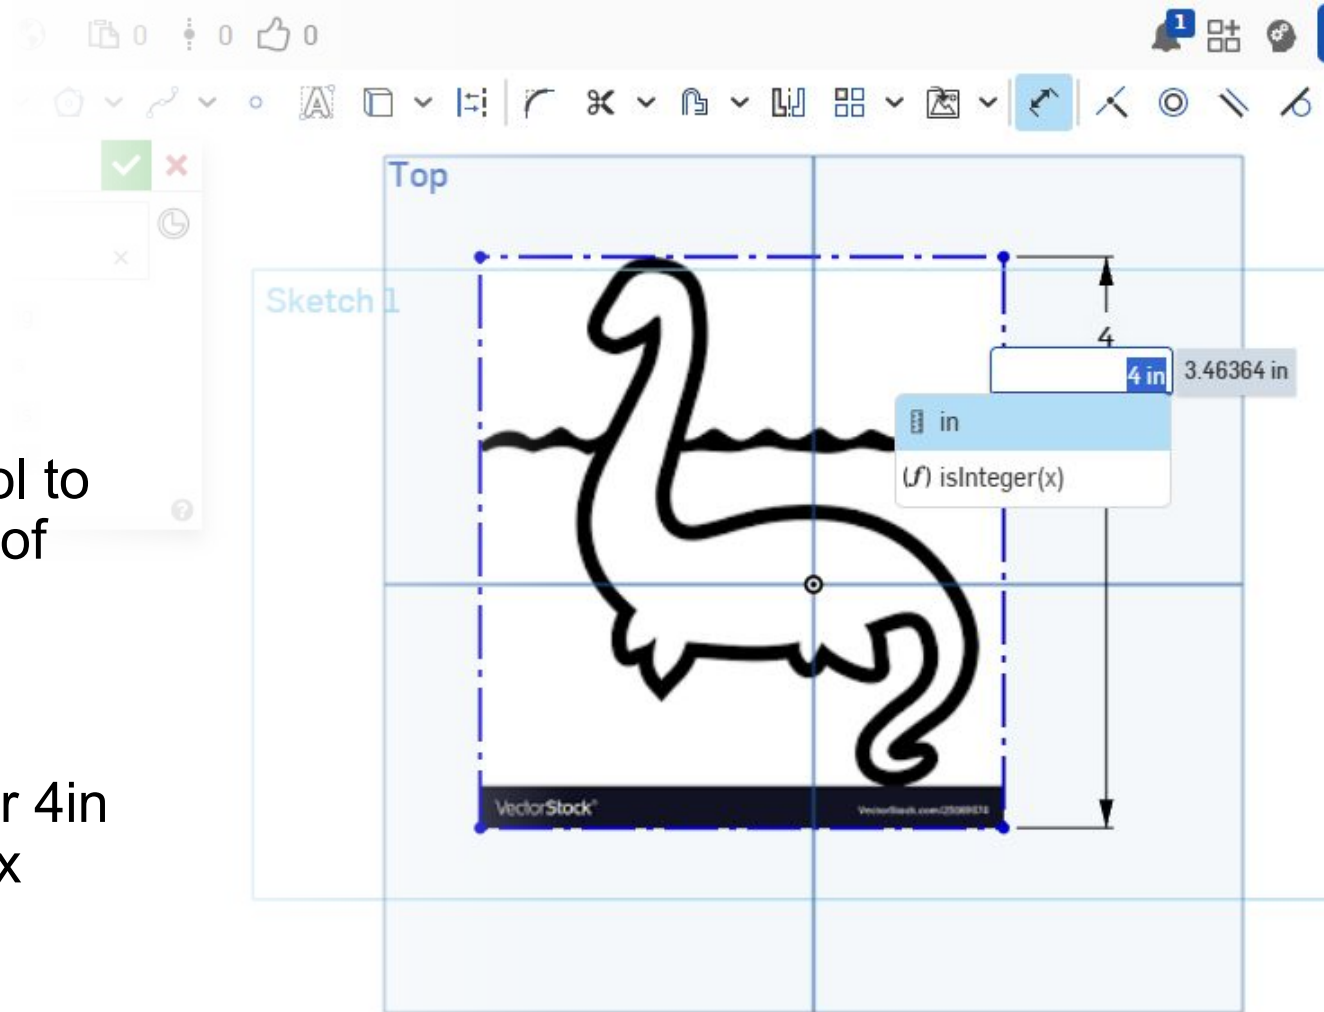 0 0 0 1
Top
Sketch 1
4
4 in 3.46364 in
in
(f) isInteger(x)
ol to
of
r 4in
x
VectorStock®